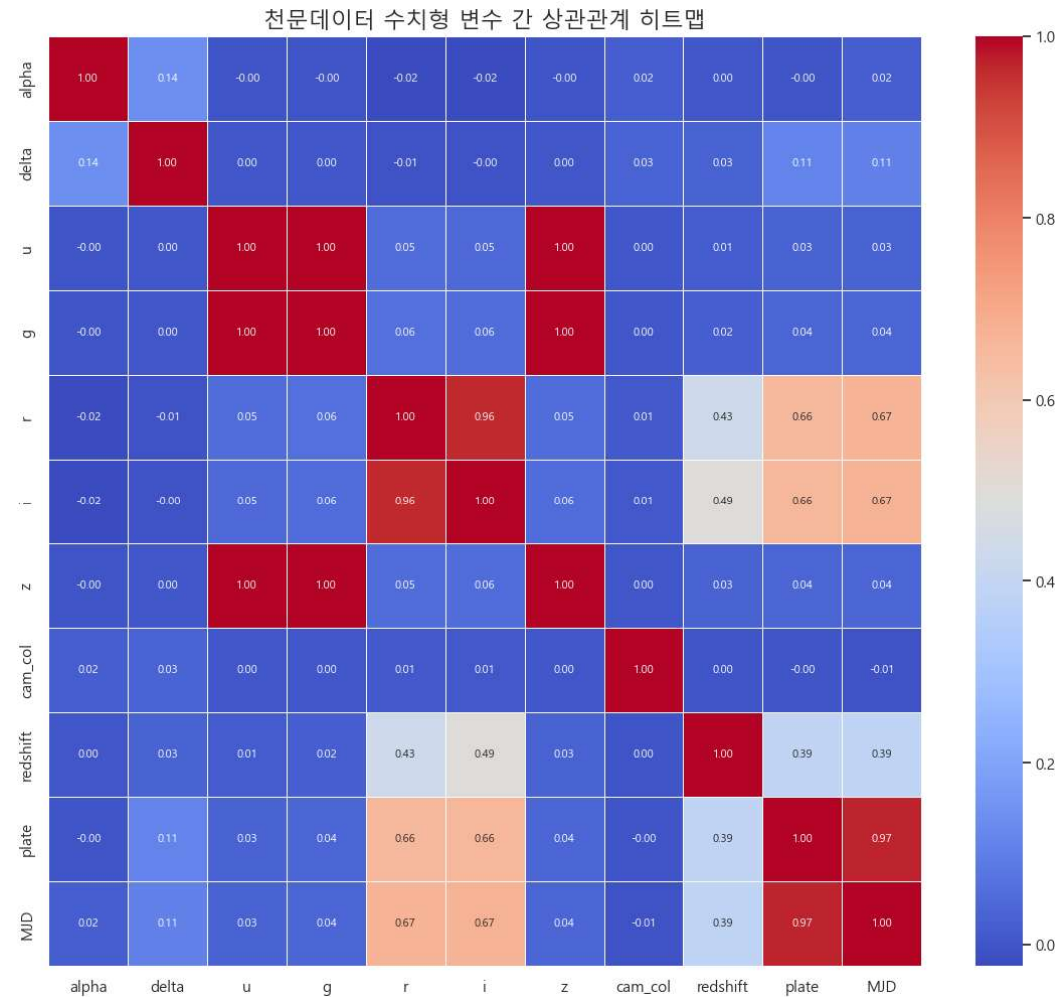 천문데이터 수치형 변수 간 상관관계 히트맵
alpha 1.00 0.14 -0.00 -0.00 -0.02 -0.02 -0.00 0.02 0.00 -0.00 0.02
delta 0.14 1.00 0.00 0.00 -0.01 -0.00 0.00 0.03 0.03 0.11 0.11
u -0.00 0.00 1.00 1.00 0.05 0.05 1.00 0.00 0.01 0.03 0.03
g -0.00 0.00 1.00 1.00 0.06 0.06 1.00 0.00 0.02 0.04 0.04
r -0.02 -0.01 0.05 0.06 1.00 0.96 0.05 0.01 0.43 0.66 0.67
i -0.02 -0.00 0.05 0.06 0.96 1.00 0.06 0.01 0.49 0.66 0.67
z -0.00 0.00 1.00 1.00 0.05 0.06 1.00 0.00 0.03 0.04 0.04
cam_col 0.02 0.03 0.00 0.00 0.01 0.01 0.00 1.00 0.00 -0.00 -0.01
redshift 0.00 0.03 0.01 0.02 0.43 0.49 0.03 0.00 1.00 0.39 0.39
plate -0.00 0.11 0.03 0.04 0.66 0.66 0.04 -0.00 0.39 1.00 0.97
MJD 0.02 0.11 0.03 0.04 0.67 0.67 0.04 -0.01 0.39 0.97 1.00
alpha delta u g r i z cam_col redshift plate MJD
1.0
0.8
0.6
0.4
0.2
0.0